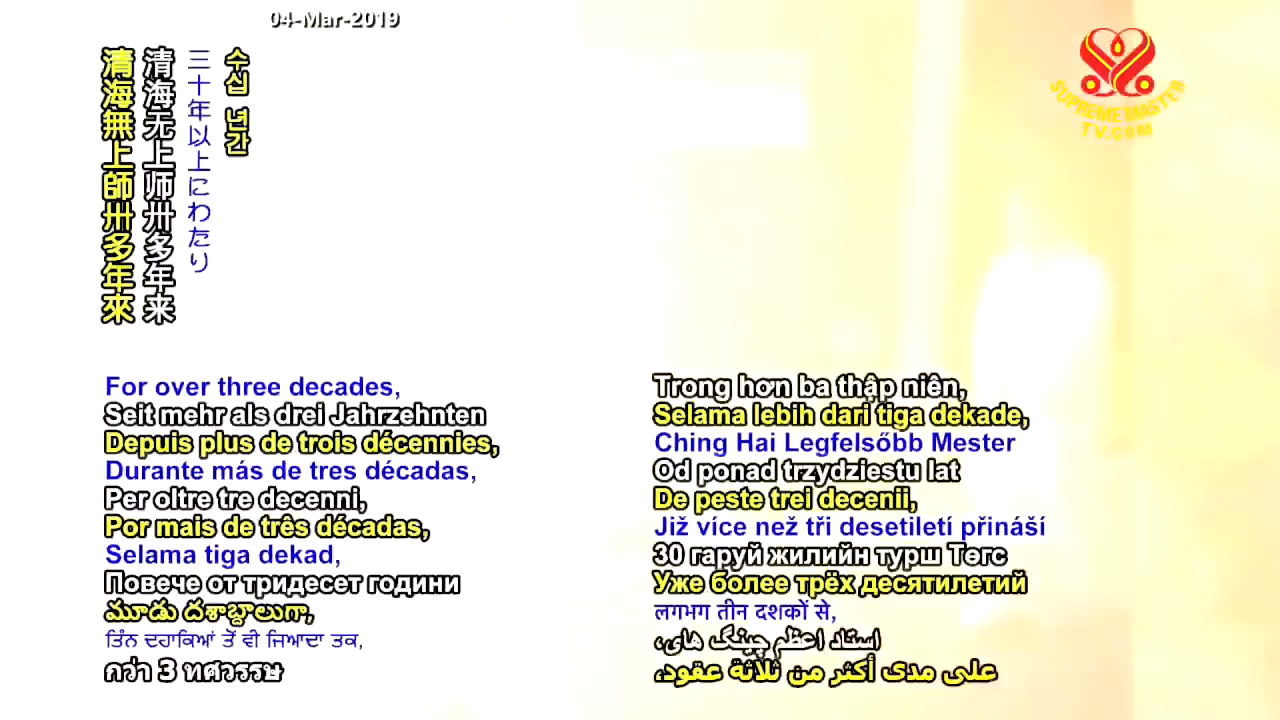 04-Mar-2019
清海無上師卅多年來
清海无上师卅多年来
三十年以上にわたり
수십 년간
SUPREME MASTER
TV.COM
For over three decades,
Seit mehr als drei Jahrzehnten
Depuis plus de trois décennies,
Durante más de tres décadas,
Per oltre tre decenni,
Por mais de três décadas,
Selama tiga dekad,
Повече от тридесет години
మూడు దశాబ్దాలుగా,
ਤਿੰਨ ਦਹਾਕਿਆਂ ਤੋਂ ਵੀ ਜਿਆਦਾ ਤਕ,
กว่า 3 ทศวรรษ
Trong hơn ba thập niên,
Selama lebih dari tiga dekade,
Ching Hai Legfelsőbb Mester
Od ponad trzydziestu lat
De peste trei decenii,
Již více než tři desetiletí přináší
30 гаруй жилийн турш Төгс
Уже более трёх десятилетий
लगभग तीन दशकों से,
استاد اعظم چینگ های،
على مدى أكثر من ثلاثة عقود،